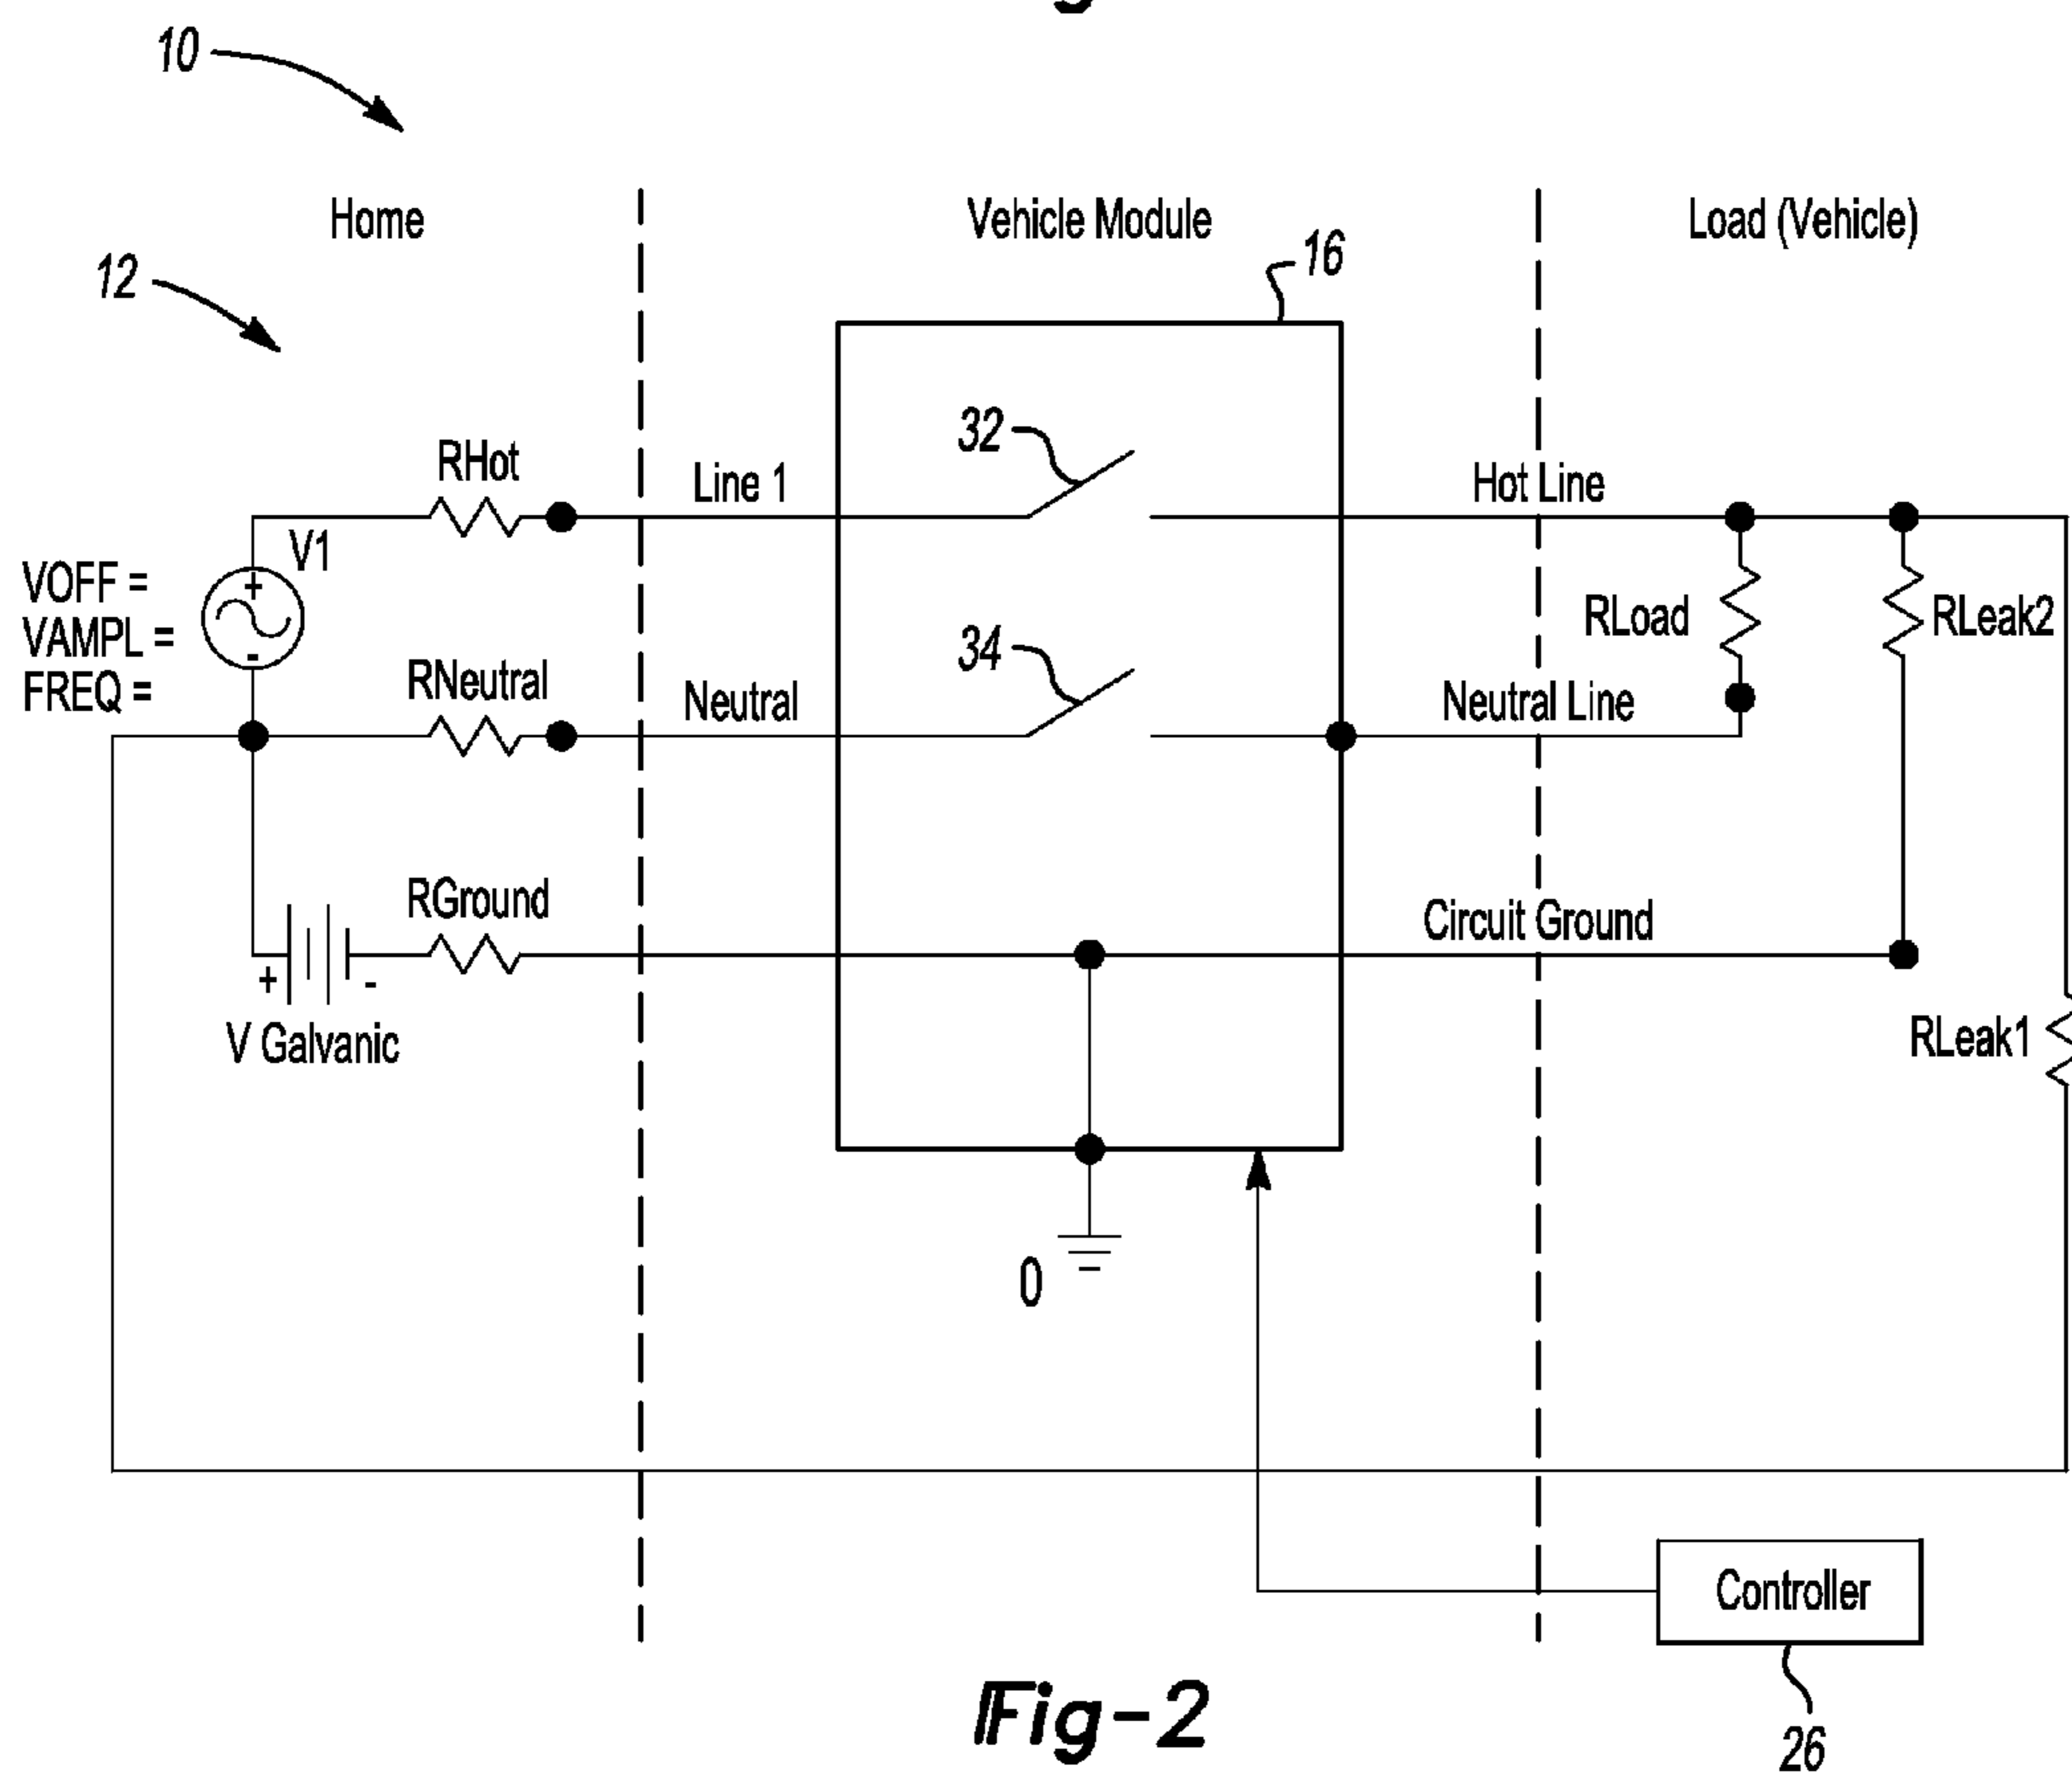 10
Home
Vehicle Module
Load (Vehicle)
12
16
32
RHot
Line 1
Hot Line
V1
+
-
VOFF =
VAMPL =
FREQ =
RLoad
RLeak2
34
RNeutral
Neutral
Neutral Line
RGround
Circuit Ground
+
-
V Galvanic
RLeak1
0
Controller
Fig-2
26